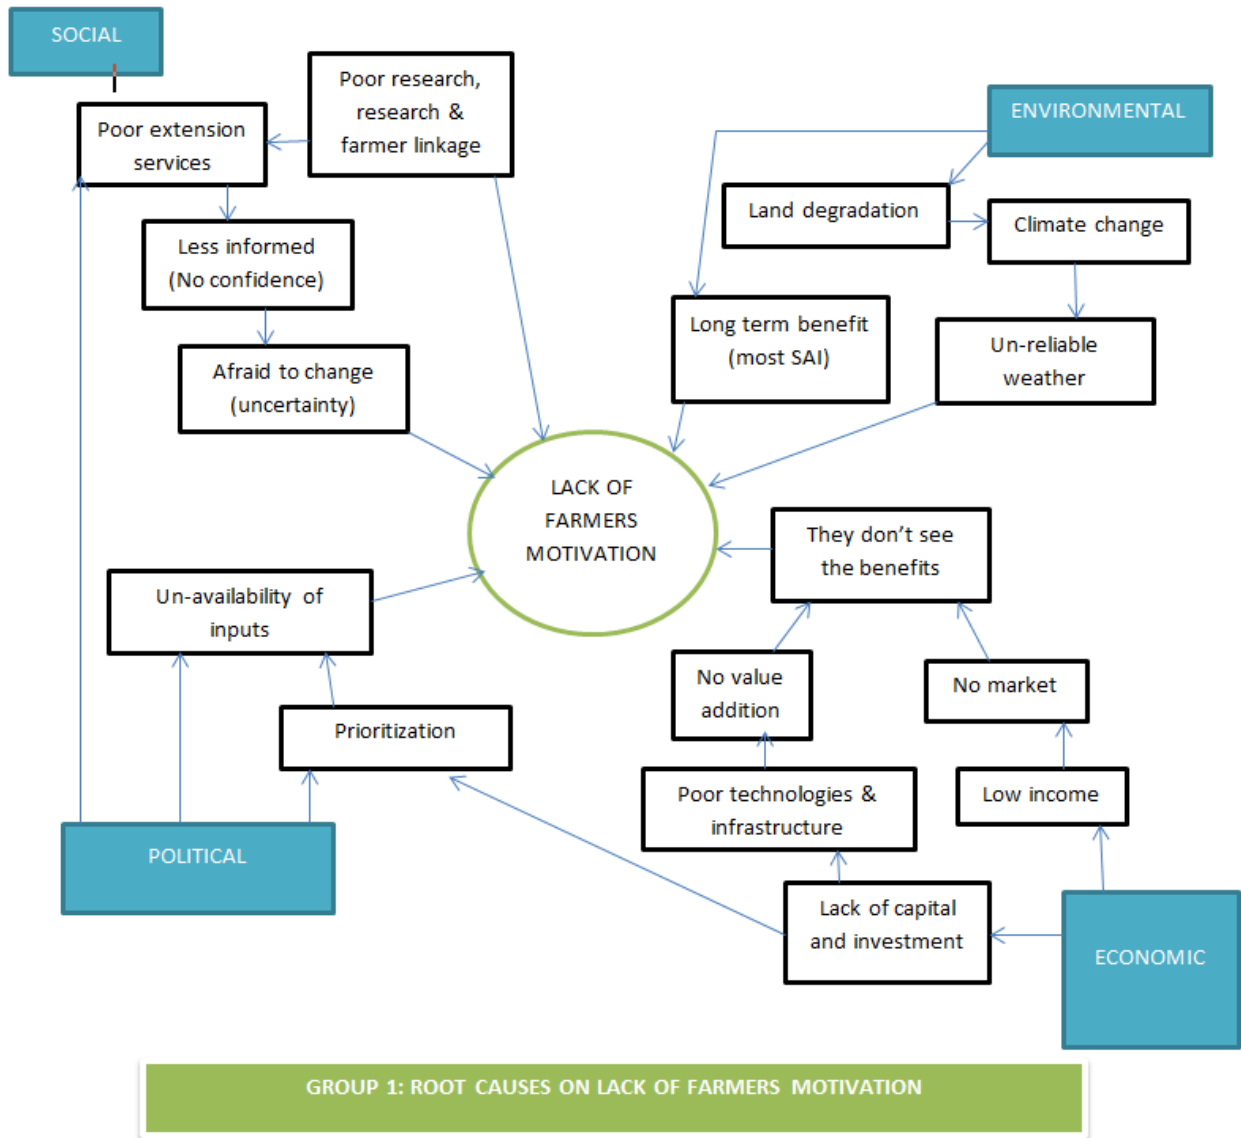 SOCIAL
Poor research,
research &
farmer linkage
Poor extension
services
Less informed
(No confidence)
Afraid to change
(uncertainty)
ENVIRONMENTAL
Land degradation
Climate change
Long term benefit
(most SAI)
Un-reliable
weather
LACK OF
FARMERS
MOTIVATION
They don’t see
the benefits
Un-availability of
inputs
No value
addition
No market
Prioritization
Poor technologies &
infrastructure
Low income
POLITICAL
Lack of capital
and investment
ECONOMIC
GROUP 1: ROOT CAUSES ON LACK OF FARMERS MOTIVATION